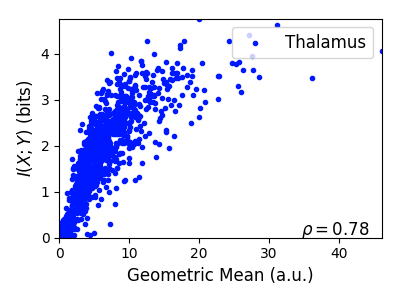 Thalamus
I(X; Y) (bits)
4
3
2
1
0
ρ = 0.78
0 10 20 30 40
Geometric Mean (a.u.)